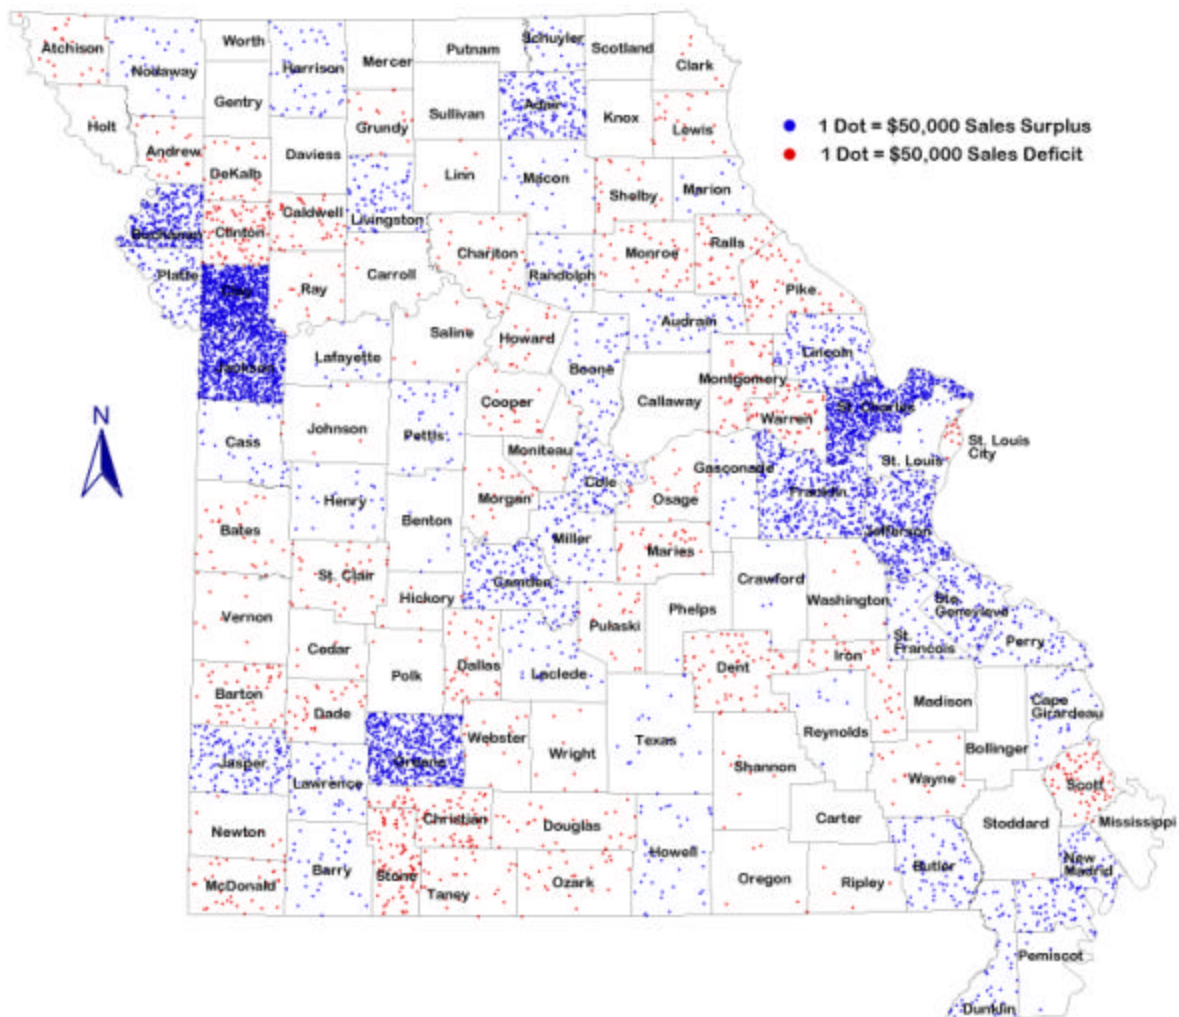 Atchison
Nodaway
Worth
Harrison
Mercer
Putnam
Schuyler
Scotland
Clark
Holt
Gentry
Sullivan
Adair
Knox
Lewis
Grundy
Andrew
DeKalb
Daviess
Linn
Macon
Shelby
Marion
1 Dot = $50,000 Sales Surplus
1 Dot = $50,000 Sales Deficit
Buchanan
Clinton
Caldwell
Livingston
Chariton
Monroe
Ralls
Platte
Clay
Ray
Carroll
Randolph
Pike
Saline
Howard
Audrain
Jackson
Lafayette
Boone
Lincoln
Montgomery
Cooper
Callaway
Warren
St. Charles
N
Cass
Johnson
Pettis
Moniteau
St. Louis
City
St. Louis
Gasconade
Cole
Henry
Morgan
Osage
Franklin
Bates
Benton
Miller
Maries
Jefferson
St. Clair
Camden
Crawford
Hickory
Washington
Ste.
Genevieve
Vernon
Pulaski
Phelps
St.
Francois
Perry
Cedar
Polk
Dallas
Laclede
Dent
Iron
Barton
Dade
Madison
Cape
Girardeau
Jasper
Greene
Webster
Wright
Texas
Reynolds
Bollinger
Lawrence
Shannon
Wayne
Scott
Newton
Christian
Douglas
Carter
Stoddard
Mississippi
Howell
McDonald
Barry
Stone
Taney
Ozark
Oregon
Ripley
Butler
New
Madrid
Pemiscot
Dunklin